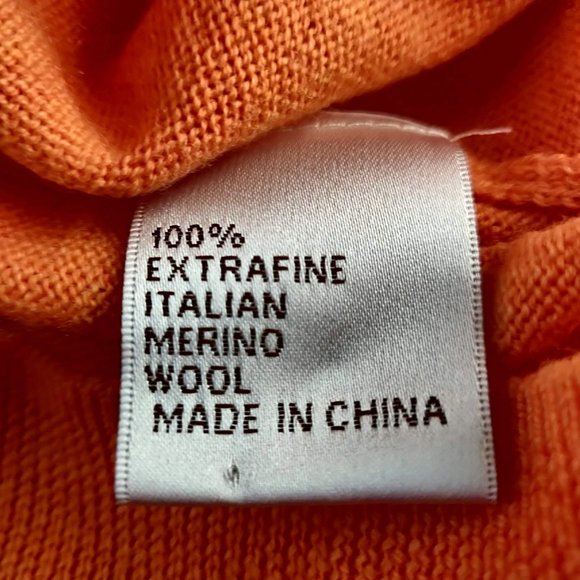 100%
EXTRAFINE
ITALIAN
MERINO
WOOL
MADE IN CHINA